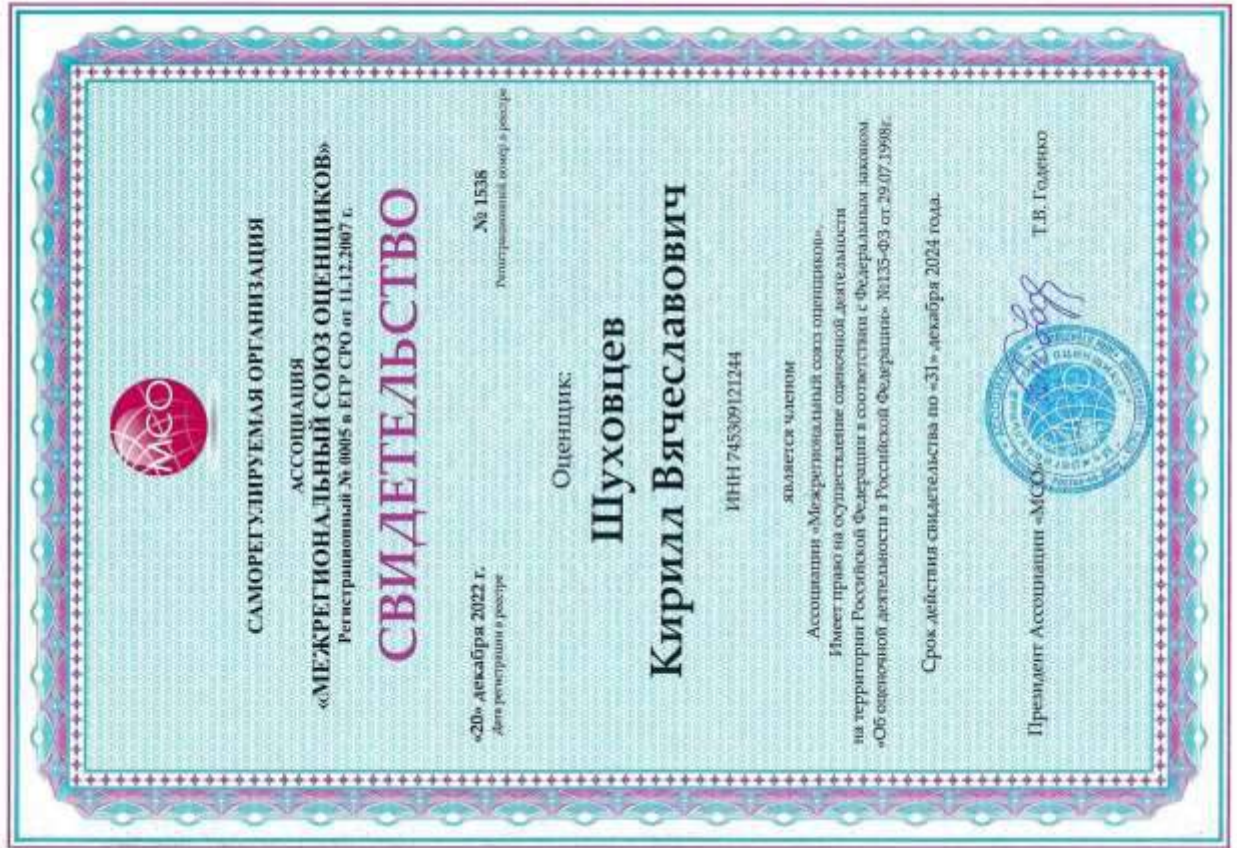 МСО
САМОРЕГУЛИРУЕМАЯ ОРГАНИЗАЦИЯ
АССОЦИАЦИЯ
«МЕЖРЕГИОНАЛЬНЫЙ СОЮЗ ОЦЕНЩИКОВ»
Регистрационный № 0005 в ЕГР СРО от 11.12.2007 г.
СВИДЕТЕЛЬСТВО
«20» декабря 2022 г. № 1538
Дата регистрации в реестре Регистрационный номер в реестре
Оценщик:
Шуховцев
Кирилл Вячеславович
ИНН 745309121244
является членом
Ассоциации «Межрегиональный союз оценщиков».
Имеет право на осуществление оценочной деятельности
на территории Российской Федерации в соответствии с Федеральным законом
«Об оценочной деятельности в Российской Федерации» №135-ФЗ от 29.07.1998г.
Срок действия свидетельства по «31» декабря 2024 года.
Президент Ассоциации «МСО» Т.В. Годенко